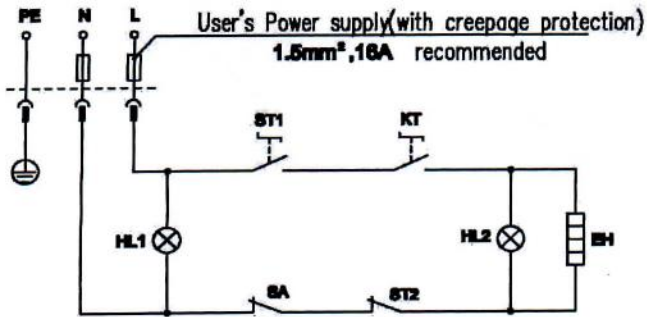 PE N L User's Power supply(with creepage protection)
1.5mm²,16A recommended
ST1 KT
HL1 HL2 EH
SA ST2